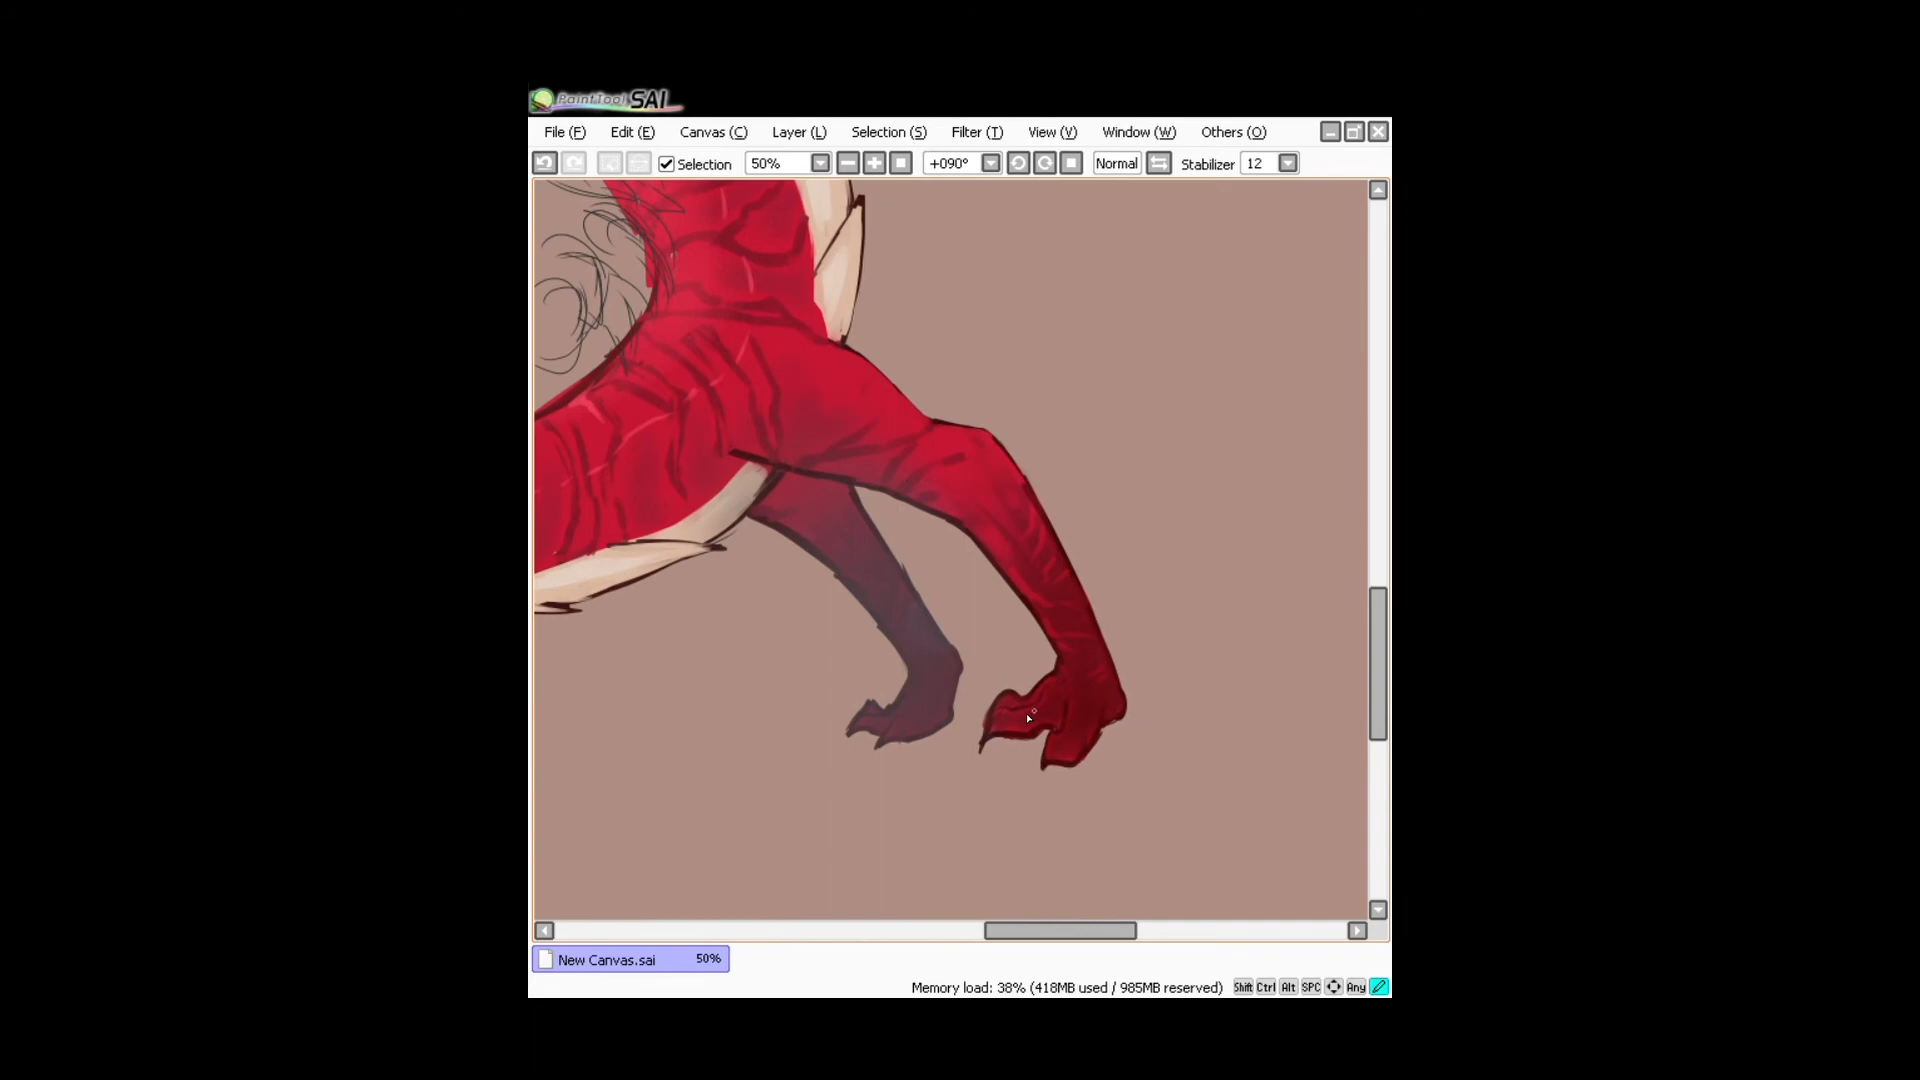 PaintTool SAI
File (F) Edit (E) Canvas (C) Layer (L) Selection (S) Filter (T) View (V) Window (W) Others (O)
Selection 50% +090° Normal Stabilizer 12
New Canvas.sai 50%
Memory load: 38% (418MB used / 985MB reserved) Shift Ctrl Alt SPC Any